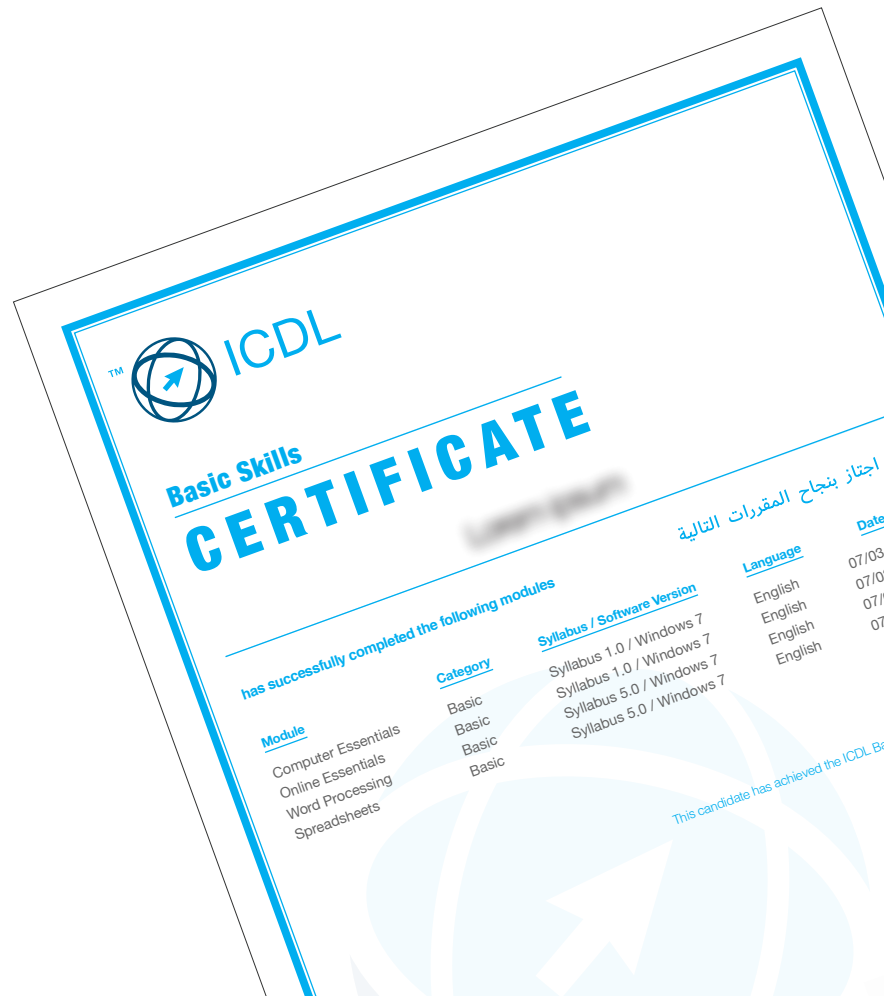 TM
ICDL
Basic Skills
CERTIFICATE
has successfully completed the following modules
اجتاز بنجاح المقررات التالية
Module Category Syllabus / Software Version Language Date
Computer Essentials Basic Syllabus 1.0 / Windows 7 English 07/03
Online Essentials Basic Syllabus 1.0 / Windows 7 English
Word Processing Basic Syllabus 5.0 / Windows 7 English
Spreadsheets Basic Syllabus 5.0 / Windows 7 English
This candidate has achieved the ICDL